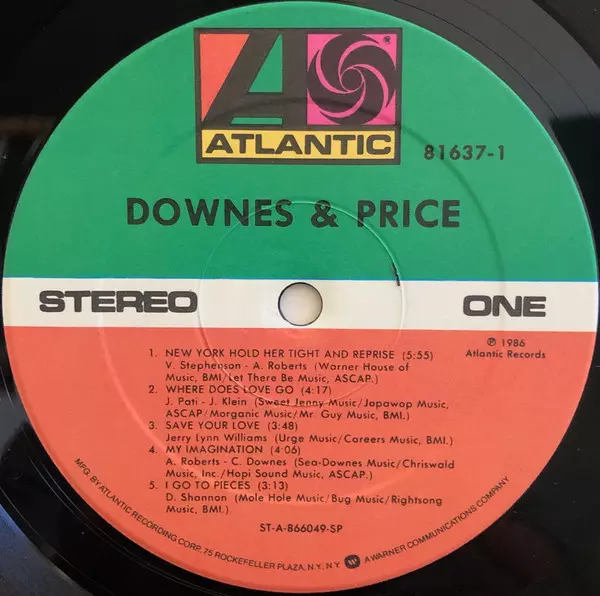 ATLANTIC
81637-1
DOWNES & PRICE
STEREO
ONE
℗ 1986
Atlantic Records
1. NEW YORK HOLD HER TIGHT AND REPRISE (5:55)
V. Stephenson - A. Roberts (Warner House of
Music, BMI/Let There Be Music, ASCAP.)
2. WHERE DOES LOVE GO (4:17)
J. Pati - J. Klein (Sweet Jenny Music/Jopawop Music,
ASCAP/Morganic Music/Mr. Guy Music, BMI.)
3. SAVE YOUR LOVE (3:48)
Jerry Lynn Williams (Urge Music/Careers Music, BMI.)
4. MY IMAGINATION (4:06)
A. Roberts - C. Downes (Sea-Downes Music/Chriswald
Music, Inc./Hopi Sound Music, ASCAP.)
5. I GO TO PIECES (3:13)
D. Shannon (Mole Hole Music/Bug Music/Rightsong
Music, BMI.)
ST-A-866049-SP
MFG. BY ATLANTIC RECORDING CORP. 75 ROCKEFELLER PLAZA, N.Y. N.Y. A WARNER COMMUNICATIONS COMPANY